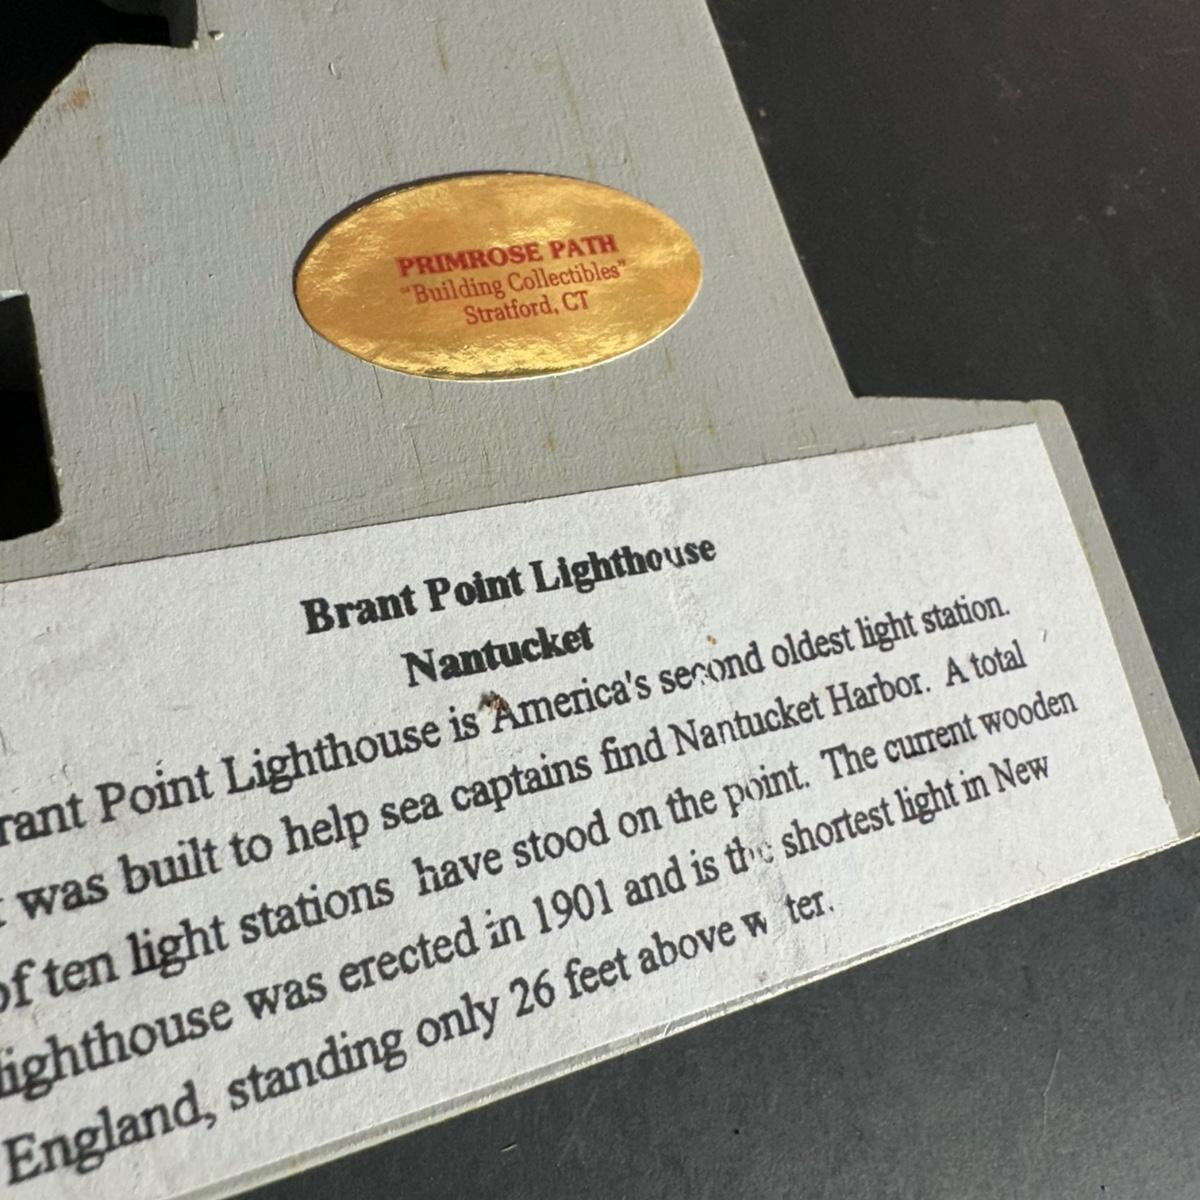 PRIMROSE PATH
"Building Collectibles"
Stratford, CT
Brant Point Lighthouse
Nantucket
rant Point Lighthouse is America's second oldest light station.
was built to help sea captains find Nantucket Harbor. A total
of ten light stations have stood on the point. The current wooden
lighthouse was erected in 1901 and is the shortest light in New
England, standing only 26 feet above w ter.